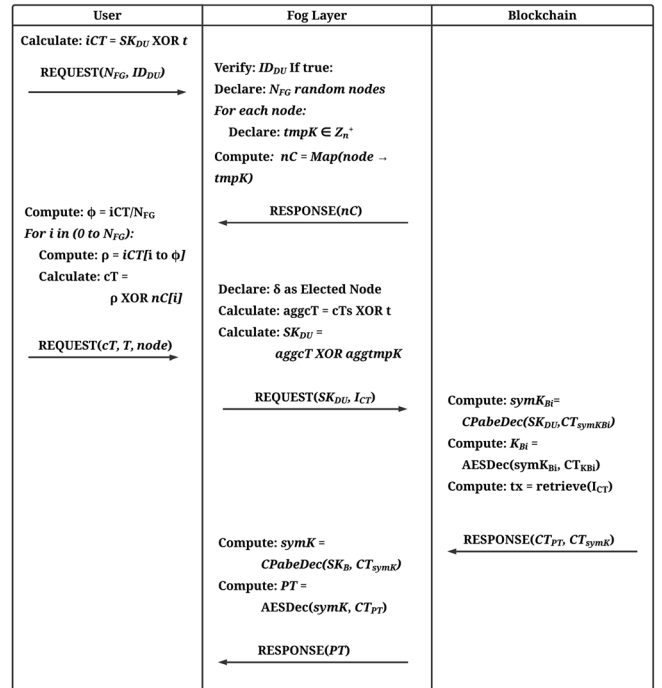 User
Fog Layer
Blockchain
Calculate: iCT = SK_DU XOR t
REQUEST(N_FG, ID_DU)
Verify: ID_DU If true:
Declare: N_FG random nodes
For each node:
Declare: tmpK ∈ Z_n^+
Compute: nC = Map(node →
tmpK)
RESPONSE(nC)
Compute: ϕ = iCT/N_FG
For i in (0 to N_FG):
Compute: ρ = iCT[i to ϕ]
Calculate: cT =
ρ XOR nC[i]
REQUEST(cT, T, node)
Declare: δ as Elected Node
Calculate: aggcT = cTs XOR t
Calculate: SK_DU =
aggcT XOR aggtmpK
REQUEST(SK_DU, I_CT)
Compute: symK_Bi=
CPabeDec(SK_DU,CT_symKBi)
Compute: K_Bi =
AESDec(symK_Bi, CT_KBi)
Compute: tx = retrieve(I_CT)
RESPONSE(CT_PT, CT_symK)
Compute: symK =
CPabeDec(SK_B, CT_symK)
Compute: PT =
AESDec(symK, CT_PT)
RESPONSE(PT)